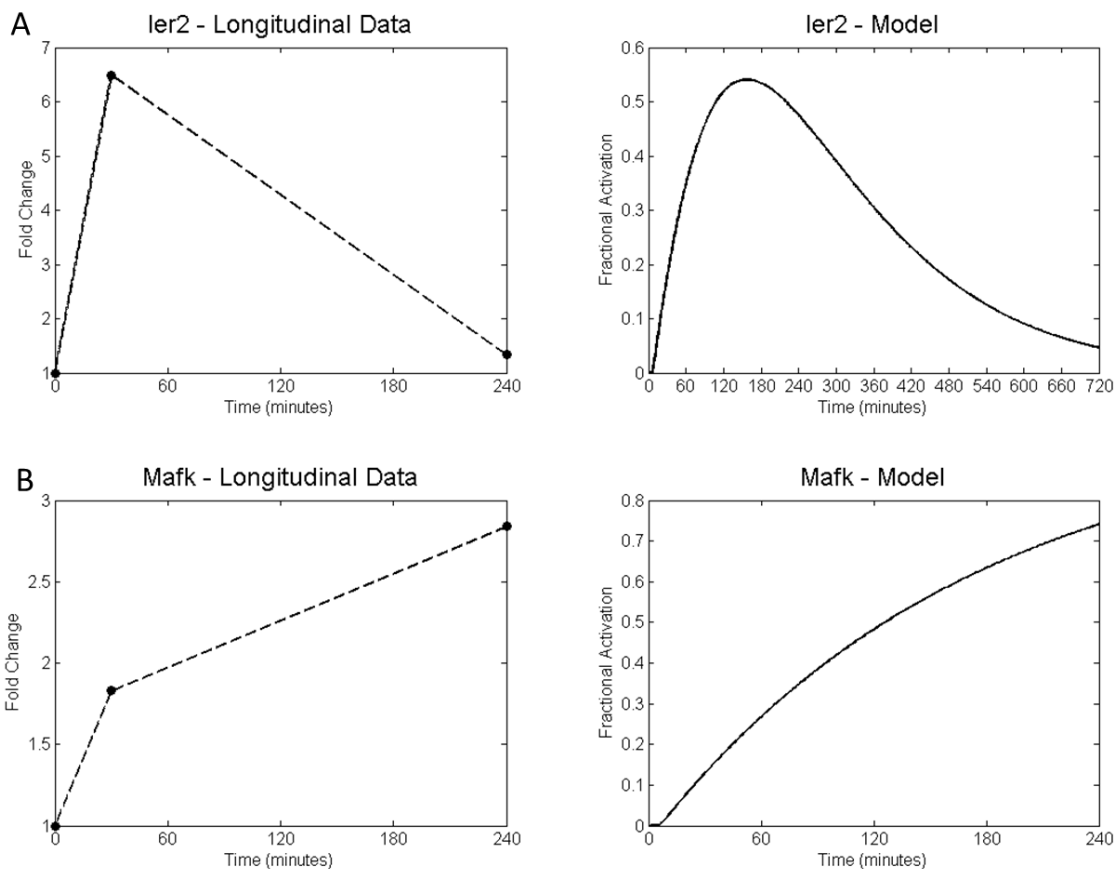 A
Ier2 - Longitudinal Data
7
6
5
4
3
2
1
Fold Change
0 60 120 180 240
Time (minutes)
Ier2 - Model
0.6
0.5
0.4
0.3
0.2
0.1
0
Fractional Activation
0 60 120 180 240 300 360 420 480 540 600 660 720
Time (minutes)
B
Mafk - Longitudinal Data
3
2.5
2
1.5
1
Fold Change
0 60 120 180 240
Time (minutes)
Mafk - Model
0.8
0.7
0.6
0.5
0.4
0.3
0.2
0.1
0
Fractional Activation
0 60 120 180 240
Time (minutes)